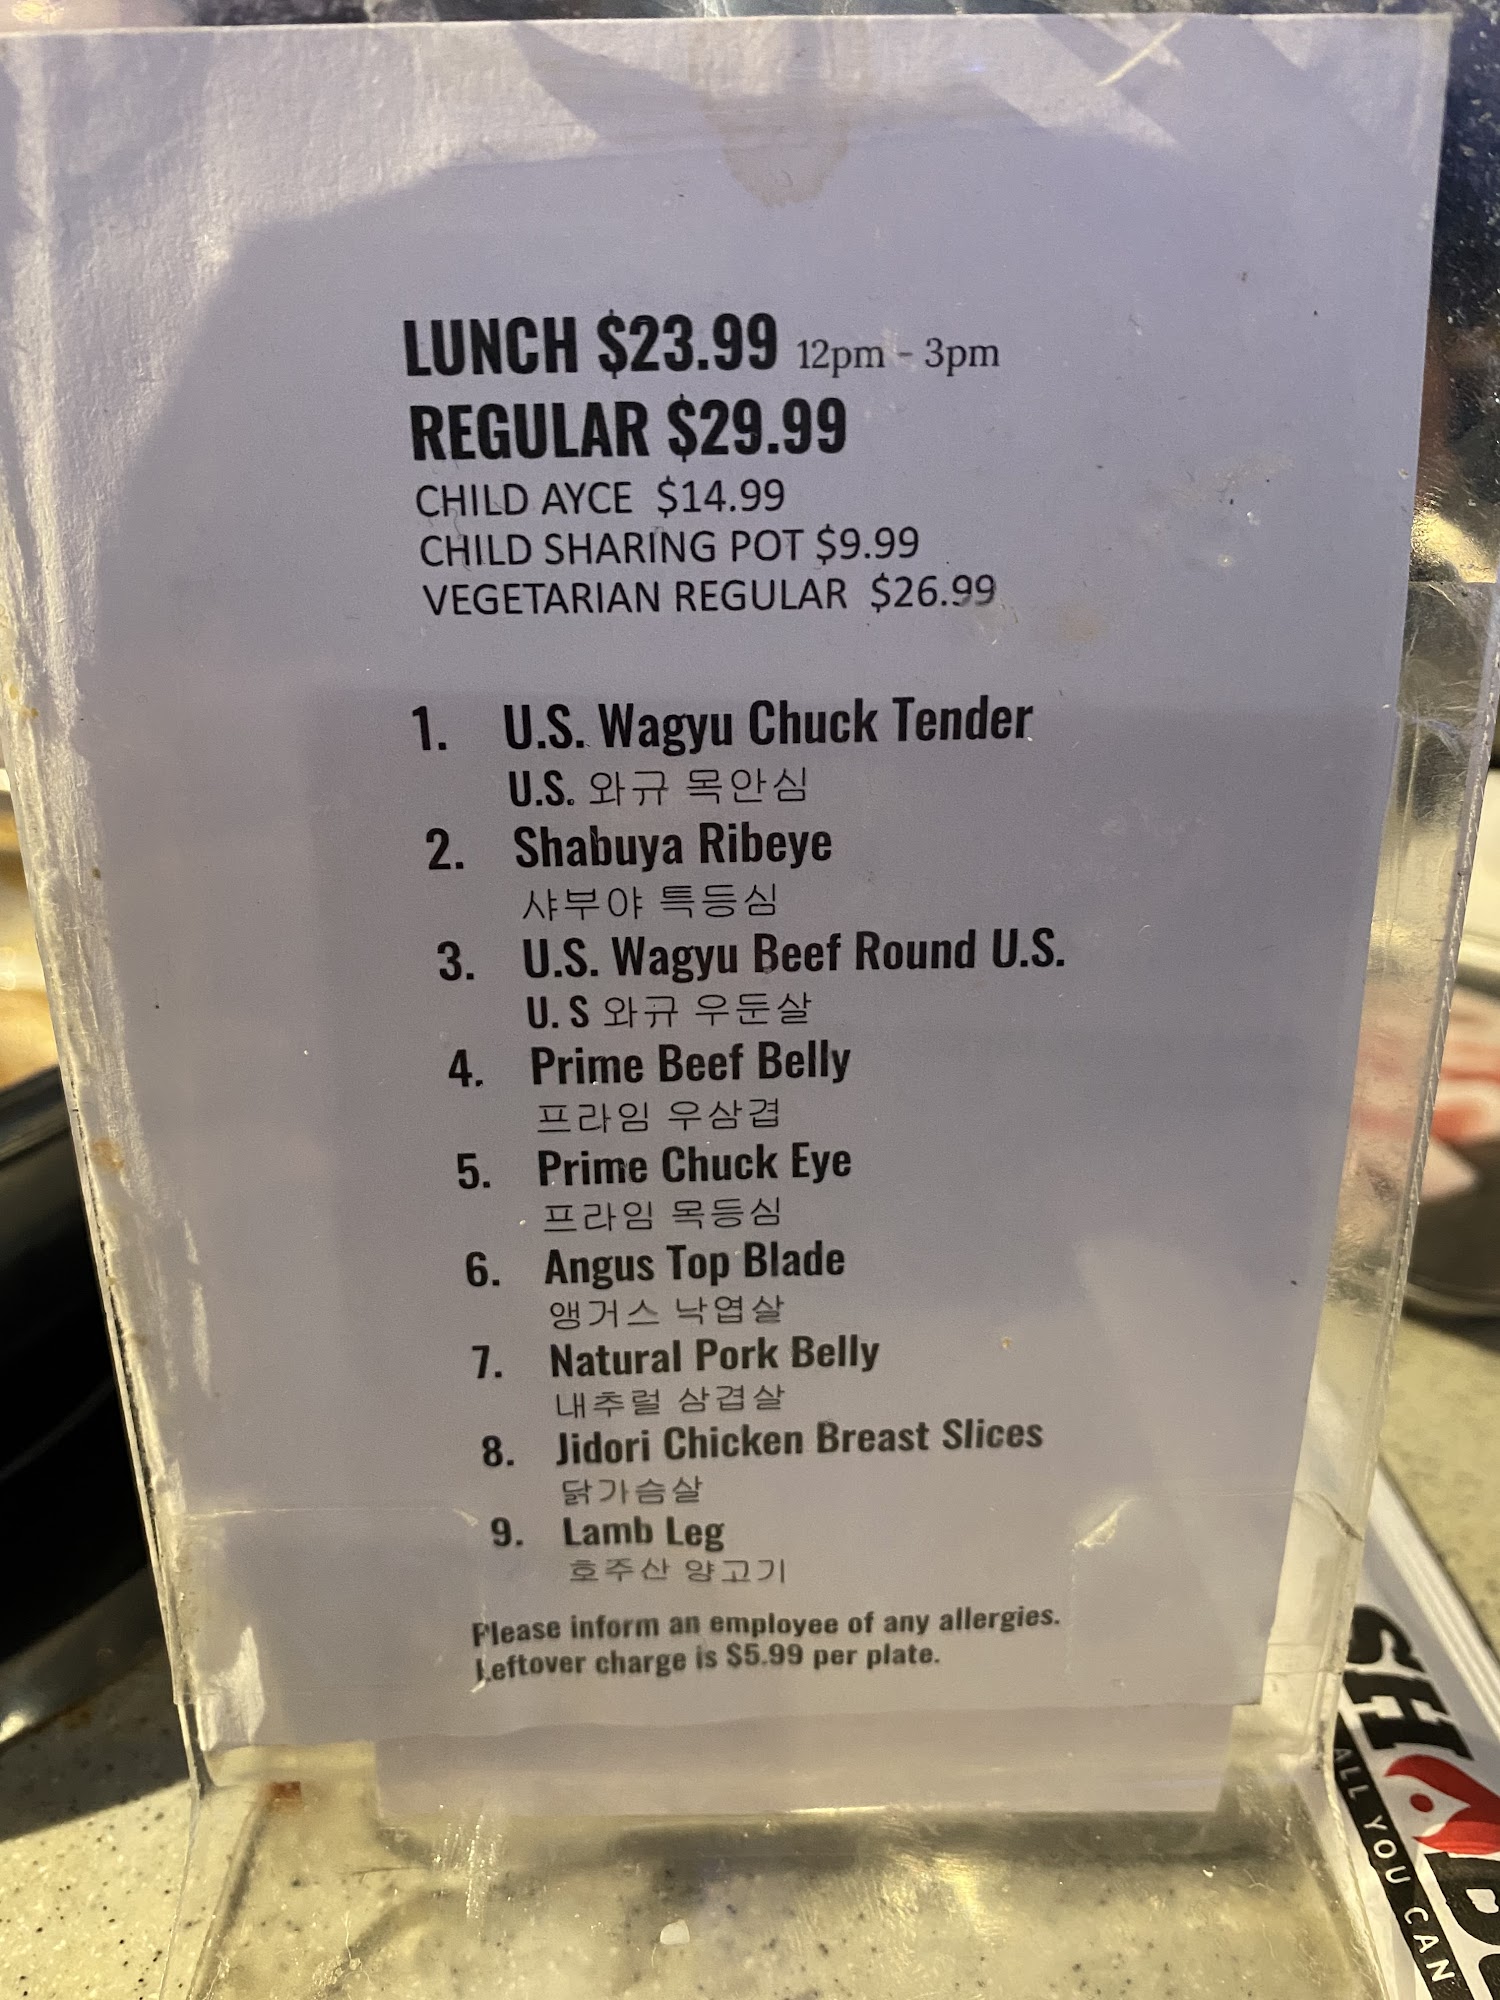 LUNCH $23.99 12pm - 3pm
REGULAR $29.99
CHILD AYCE $14.99
CHILD SHARING POT $9.99
VEGETARIAN REGULAR $26.99
1. U.S. Wagyu Chuck Tender
U.S. 와규 목안심
2. Shabuya Ribeye
샤부야 특등심
3. U.S. Wagyu Beef Round U.S.
U. S 와규 우둔살
4. Prime Beef Belly
프라임 우삼겹
5. Prime Chuck Eye
프라임 목등심
6. Angus Top Blade
앵거스 낙엽살
7. Natural Pork Belly
내추럴 삼겹살
8. Jidori Chicken Breast Slices
닭가슴살
9. Lamb Leg
호주산 양고기
Please inform an employee of any allergies.
Leftover charge is $5.99 per plate.
ALL YOU CAN